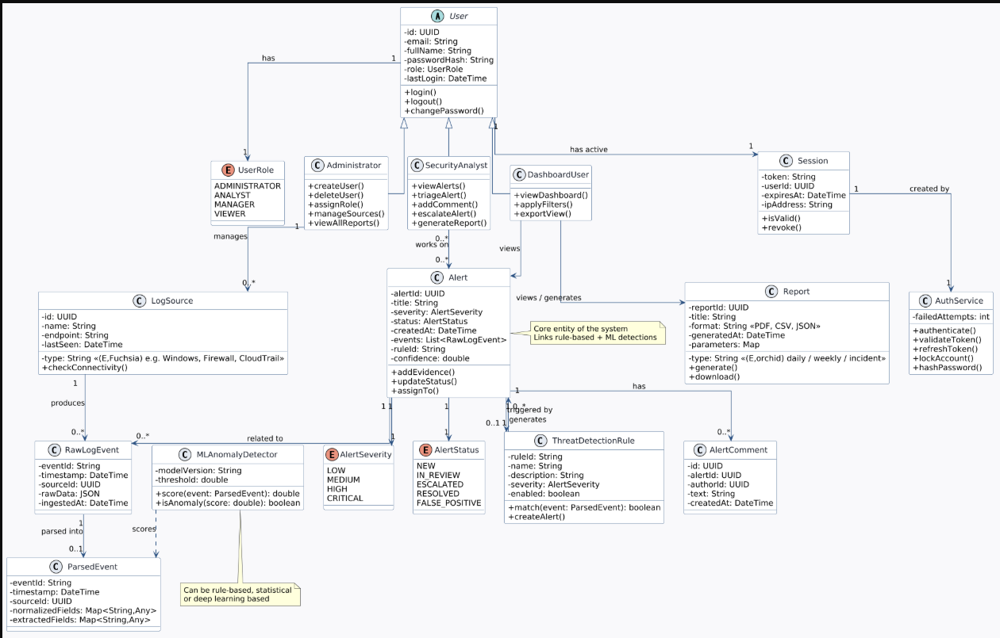 A User
-id: UUID
-email: String
-fullName: String
-passwordHash: String
-role: UserRole
-lastLogin: DateTime
+login()
+logout()
+changePassword()
has
1
1
1
has active
1
E UserRole
ADMINISTRATOR
ANALYST
MANAGER
VIEWER
C Administrator
+createUser()
+deleteUser()
+assignRole()
+manageSources()
+viewAllReports()
C SecurityAnalyst
+viewAlerts()
+triageAlert()
+addComment()
+escalateAlert()
+generateReport()
C DashboardUser
+viewDashboard()
+applyFilters()
+exportView()
C Session
-token: String
-userId: UUID
-expiresAt: DateTime
-ipAddress: String
+isValid()
+revoke()
1
created by
1
1
manages
0..*
0..*
works on
0..*
views
views / generates
C LogSource
-id: UUID
-name: String
-endpoint: String
-lastSeen: DateTime
-type: String «(E,Fuchsia) e.g. Windows, Firewall, CloudTrail»
+checkConnectivity()
C Alert
-alertId: UUID
-title: String
-severity: AlertSeverity
-status: AlertStatus
-createdAt: DateTime
-events: List<RawLogEvent>
-ruleId: String
-confidence: double
+addEvidence()
+updateStatus()
+assignTo()
Core entity of the system
Links rule-based + ML detections
C Report
-reportId: UUID
-title: String
-format: String «PDF, CSV, JSON»
-generatedAt: DateTime
-parameters: Map
-type: String «(E,orchid) daily / weekly / incident»
+generate()
+download()
C AuthService
-failedAttempts: int
+authenticate()
+validateToken()
+refreshToken()
+lockAccount()
+hashPassword()
1
produces
0..*
0..*
related to
1
1
1
1
1
1
0..*
triggered by
generates
0..1
1
1
has
0..*
C RawLogEvent
-eventId: String
-timestamp: DateTime
-sourceId: UUID
-rawData: JSON
-ingestedAt: DateTime
C MLAnomalyDetector
-modelVersion: String
-threshold: double
+score(event: ParsedEvent): double
+isAnomaly(score: double): boolean
E AlertSeverity
LOW
MEDIUM
HIGH
CRITICAL
E AlertStatus
NEW
IN_REVIEW
ESCALATED
RESOLVED
FALSE_POSITIVE
C ThreatDetectionRule
-ruleId: String
-name: String
-description: String
-severity: AlertSeverity
-enabled: boolean
+match(event: ParsedEvent): boolean
+createAlert()
C AlertComment
-id: UUID
-alertId: UUID
-authorId: UUID
-text: String
-createdAt: DateTime
1
parsed into
0..1
scores
C ParsedEvent
-eventId: String
-timestamp: DateTime
-sourceId: UUID
-normalizedFields: Map<String,Any>
-extractedFields: Map<String,Any>
Can be rule-based, statistical
or deep learning based